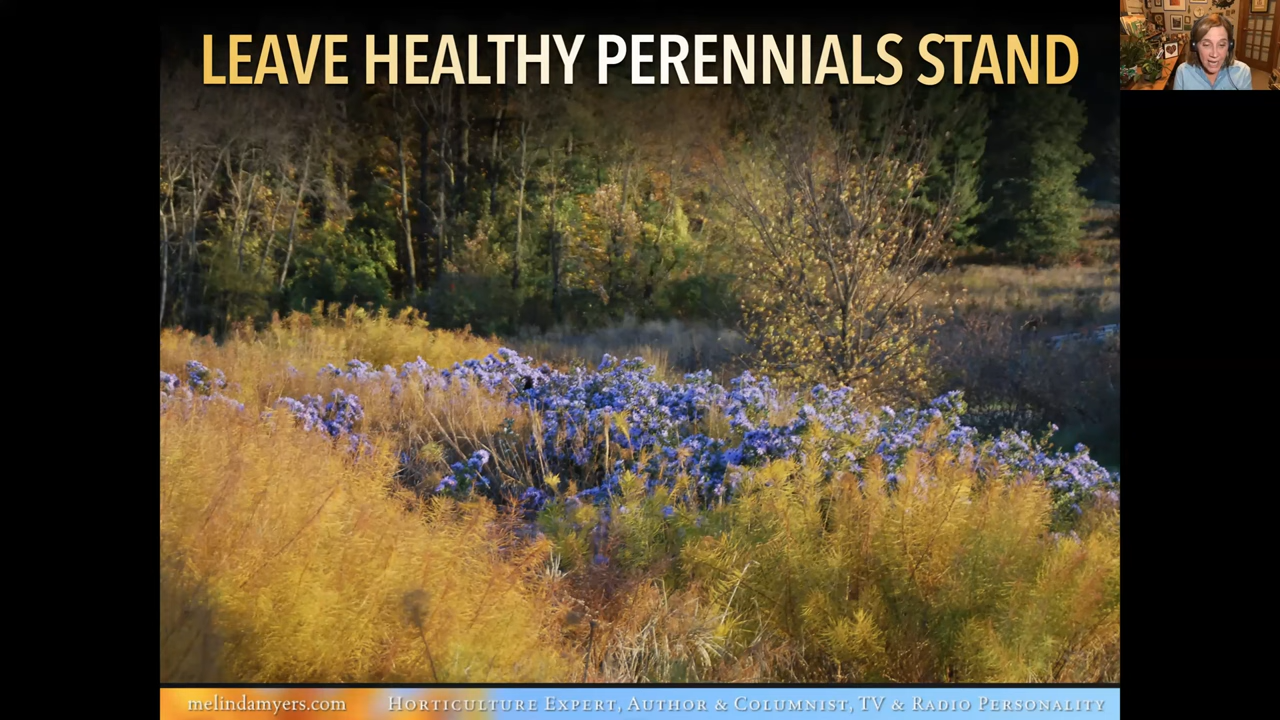 LEAVE HEALTHY PERENNIALS STAND
melindamyers.com Horticulture Expert, Author & Columnist, TV & Radio Personality